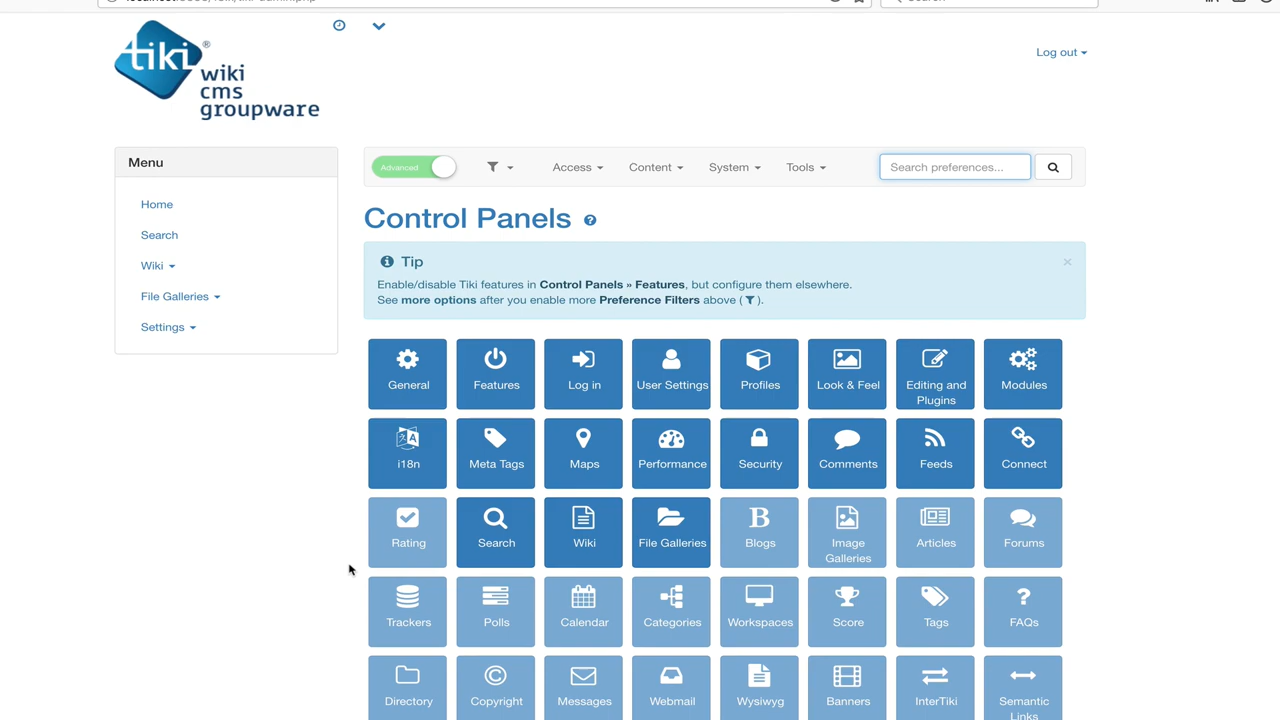 tiki®
wiki
cms
groupware
Log out
Menu
Home
Search
Wiki
File Galleries
Settings
Advanced
Access
Content
System
Tools
Search preferences...
Control Panels
Tip
Enable/disable Tiki features in Control Panels » Features, but configure them elsewhere.
See more options after you enable more Preference Filters above ( ).
General
Features
Log in
User Settings
Profiles
Look & Feel
Editing and
Plugins
Modules
i18n
Meta Tags
Maps
Performance
Security
Comments
Feeds
Connect
Rating
Search
Wiki
File Galleries
B
Blogs
Image
Galleries
Articles
Forums
Trackers
Polls
Calendar
Categories
Workspaces
Score
Tags
?
FAQs
Directory
Copyright
Messages
Webmail
Wysiwyg
Banners
InterTiki
Semantic
Links